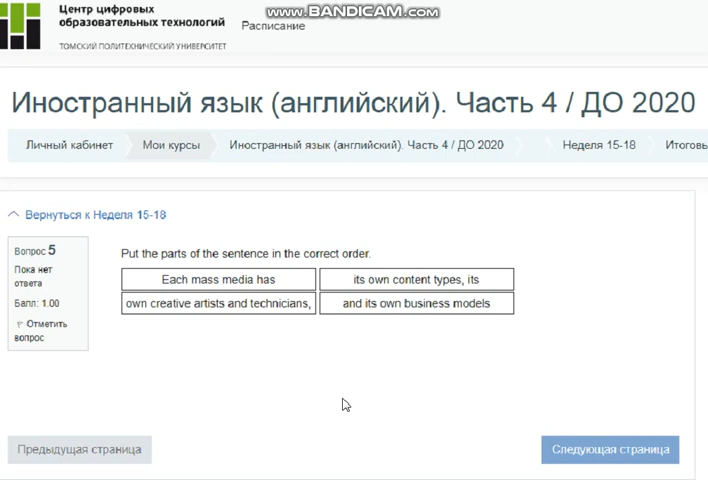 Центр цифровых
образовательных технологий
ТОМСКИЙ ПОЛИТЕХНИЧЕСКИЙ УНИВЕРСИТЕТ
www.BANDICAM.com
Расписание
Иностранный язык (английский). Часть 4 / ДО 2020
Личный кабинет Мои курсы Иностранный язык (английский). Часть 4 / ДО 2020 Неделя 15-18 Итоговы
Вернуться к Неделя 15-18
Вопрос 5
Пока нет
ответа
Балл: 1.00
Отметить
вопрос
Put the parts of the sentence in the correct order.
Each mass media has its own content types, its
own creative artists and technicians, and its own business models
Предыдущая страница Следующая страница